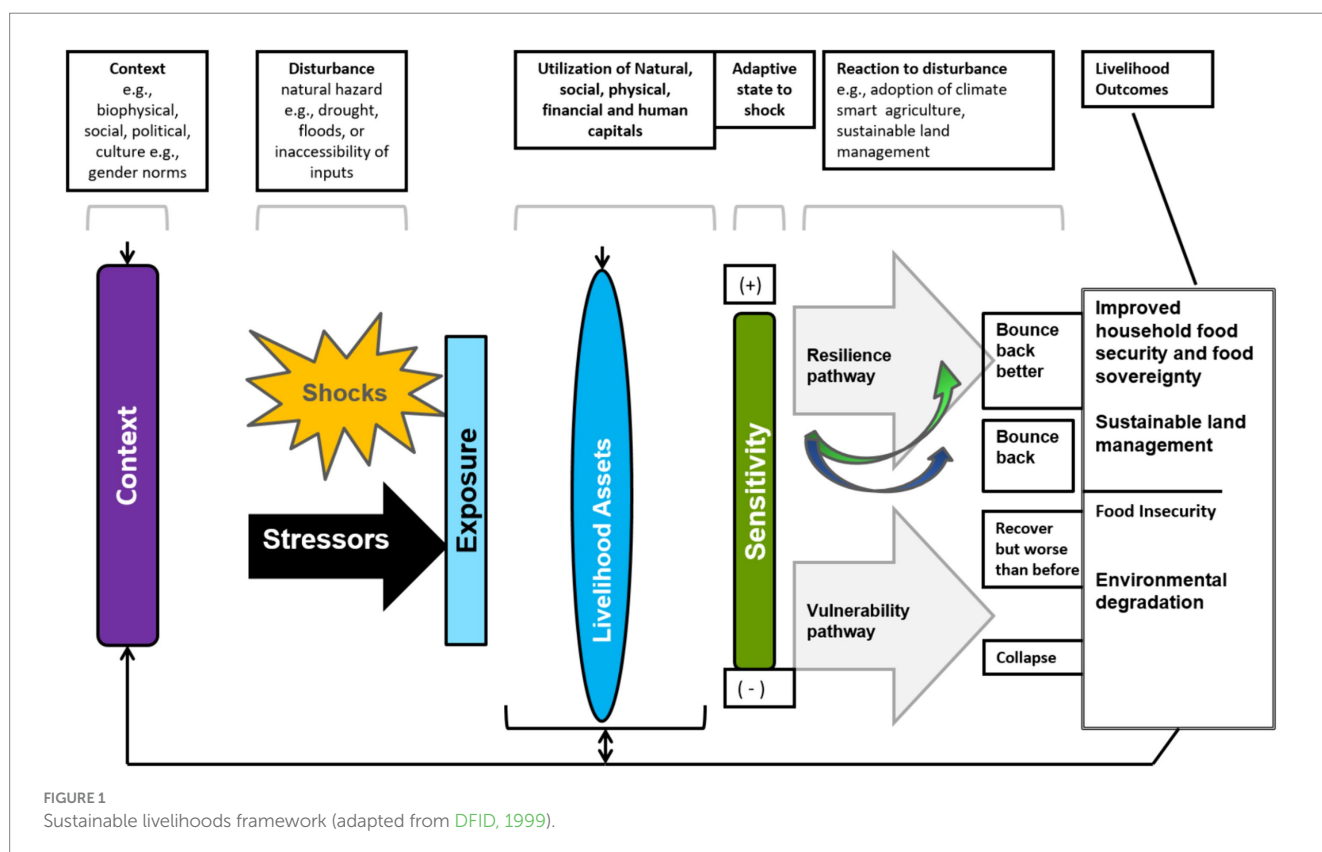 Context
e.g.,
biophysical,
social, political,
culture e.g.,
gender norms
Disturbance
natural hazard
e.g., drought,
floods, or
inaccessibility of
inputs
Utilization of Natural,
social, physical,
financial and human
capitals
Adaptive
state to
shock
Reaction to disturbance
e.g., adoption of climate
smart agriculture,
sustainable land
management
Livelihood
Outcomes
Context
Shocks
Stressors
Exposure
Livelihood Assets
(+)
Sensitivity
(-)
Resilience
pathway
Vulnerability
pathway
Bounce
back
better
Bounce
back
Recover
but worse
than before
Collapse
Improved
household food
security and food
sovereignty
Sustainable land
management
Food Insecurity
Environmental
degradation
FIGURE 1
Sustainable livelihoods framework (adapted from DFID, 1999).